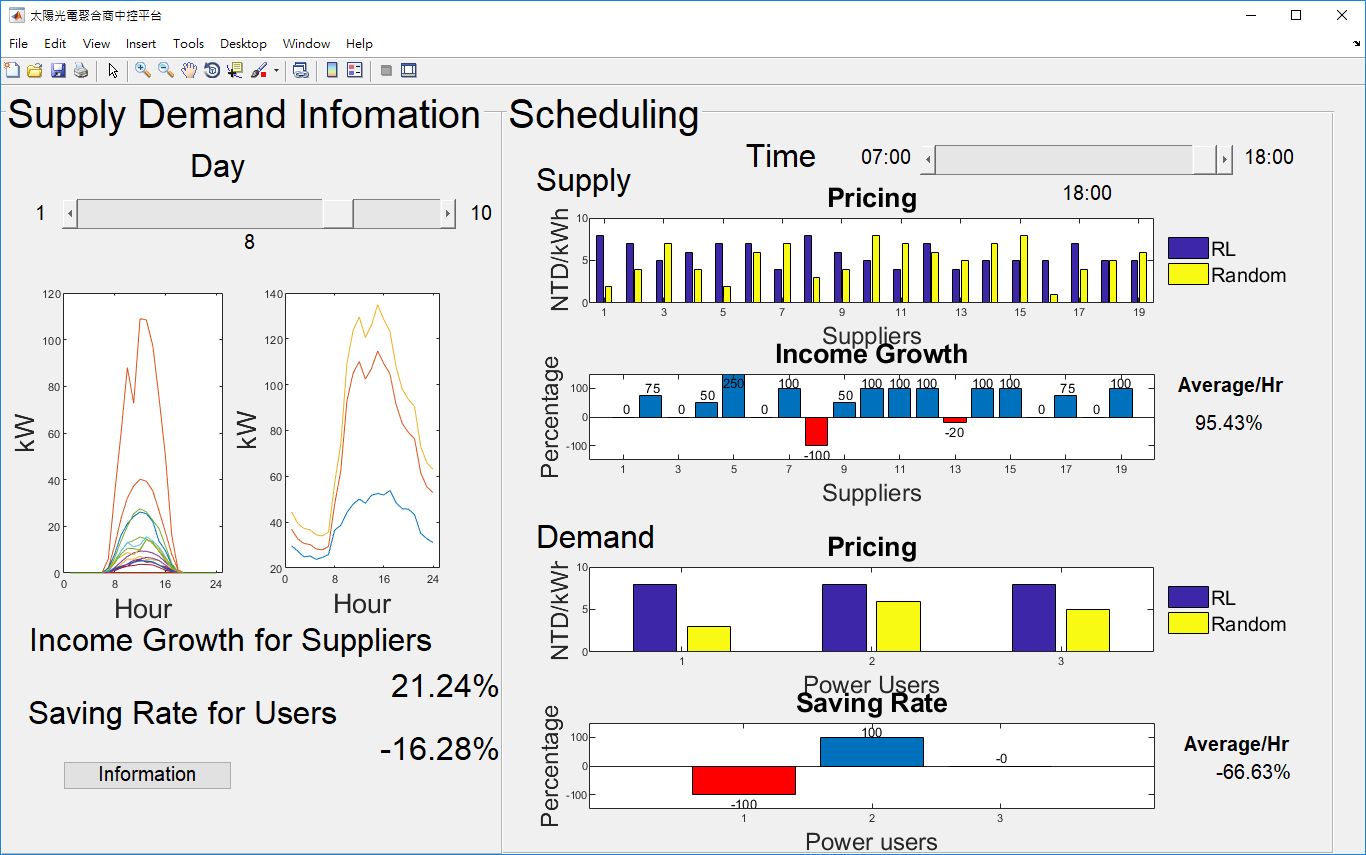 太陽光電聚合商中控平台
File Edit View Insert Tools Desktop Window Help
Supply Demand Infomation
Day
1 10
8
120
100
80
60
40
20
0
kW
0 8 16 24
Hour
140
120
100
80
60
40
20
kW
0 8 16 24
Hour
Income Growth for Suppliers
21.24%
Saving Rate for Users
-16.28%
Information
Scheduling
Time 07:00 18:00
18:00
Supply
Pricing
NTD/kWh
10
5
0
1 3 5 7 9 11 13 15 17 19
Suppliers
RL
Random
Income Growth
Percentage
100
0
-100
0 75 0 50 250 0 100 -100 50 100 100 100 -20 100 100 0 75 0 100
1 3 5 7 9 11 13 15 17 19
Suppliers
Average/Hr
95.43%
Demand
Pricing
NTD/kWh
10
5
0
1 2 3
Power Users
RL
Random
Saving Rate
Percentage
100
0
-100
-100 100 -0
1 2 3
Power users
Average/Hr
-66.63%